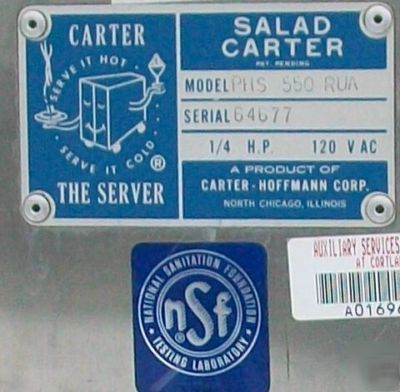 CARTER
SERVE IT HOT
SERVE IT COLD
®
THE SERVER
SALAD
CARTER
PAT. PENDING
MODEL PHS 550 RUA
SERIAL 64677
1/4 H.P. 120 V AC
A PRODUCT OF
CARTER-HOFFMANN CORP.
NORTH CHICAGO, ILLINOIS
NATIONAL SANITATION FOUNDATION
nsf
®
TESTING LABORATORY
AUXILIARY SERVICES
AT CORTLA
A01696